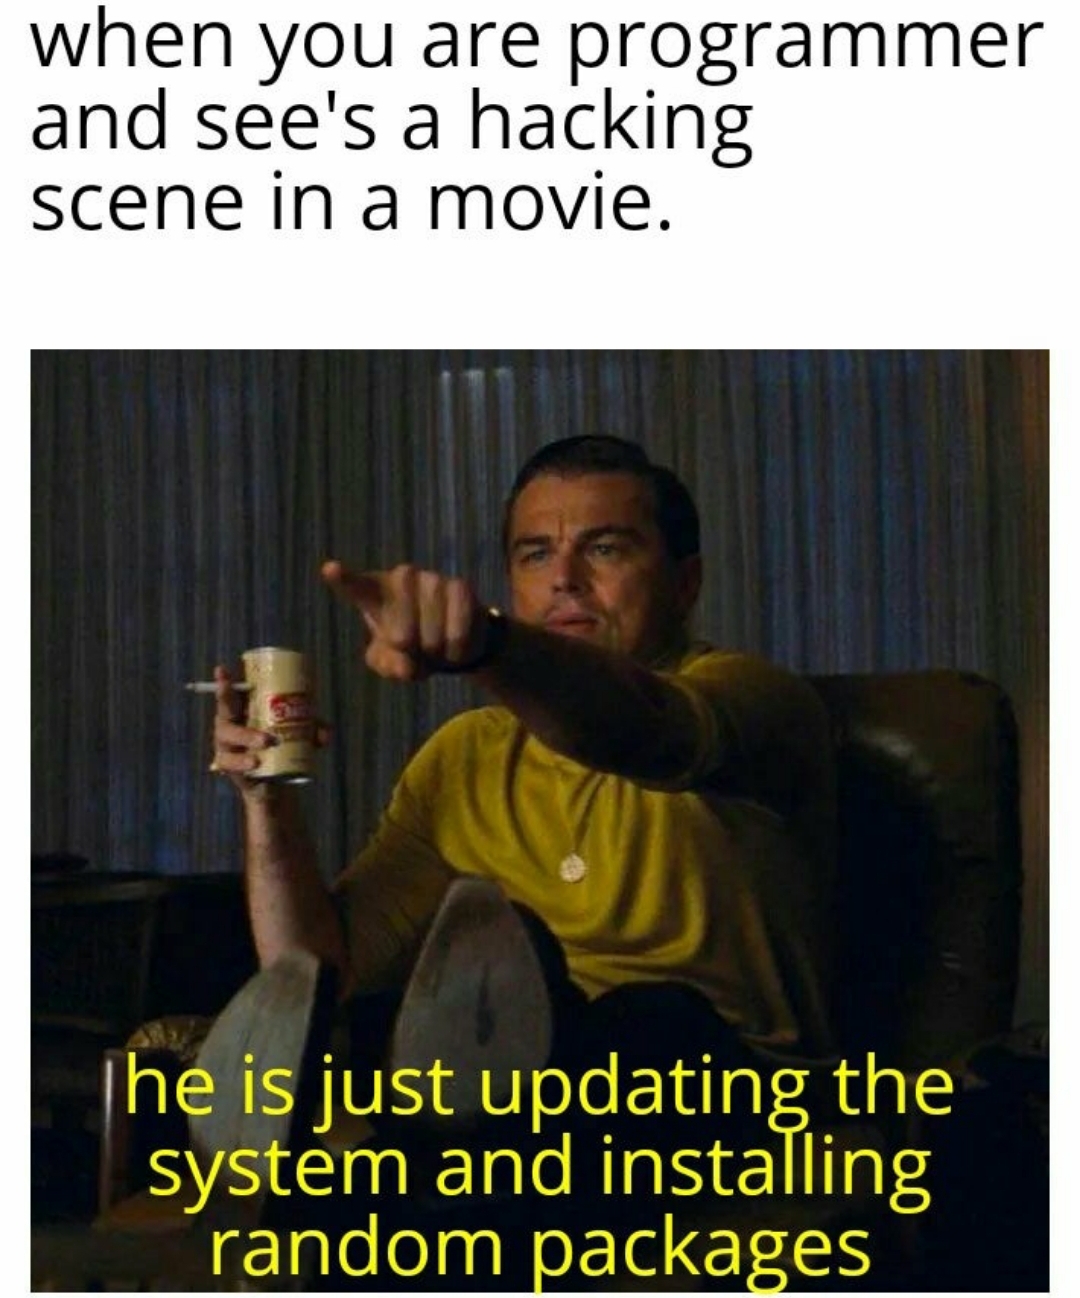 when you are programmer
and see's a hacking
scene in a movie.
he is just updating the
system and installing
random packages